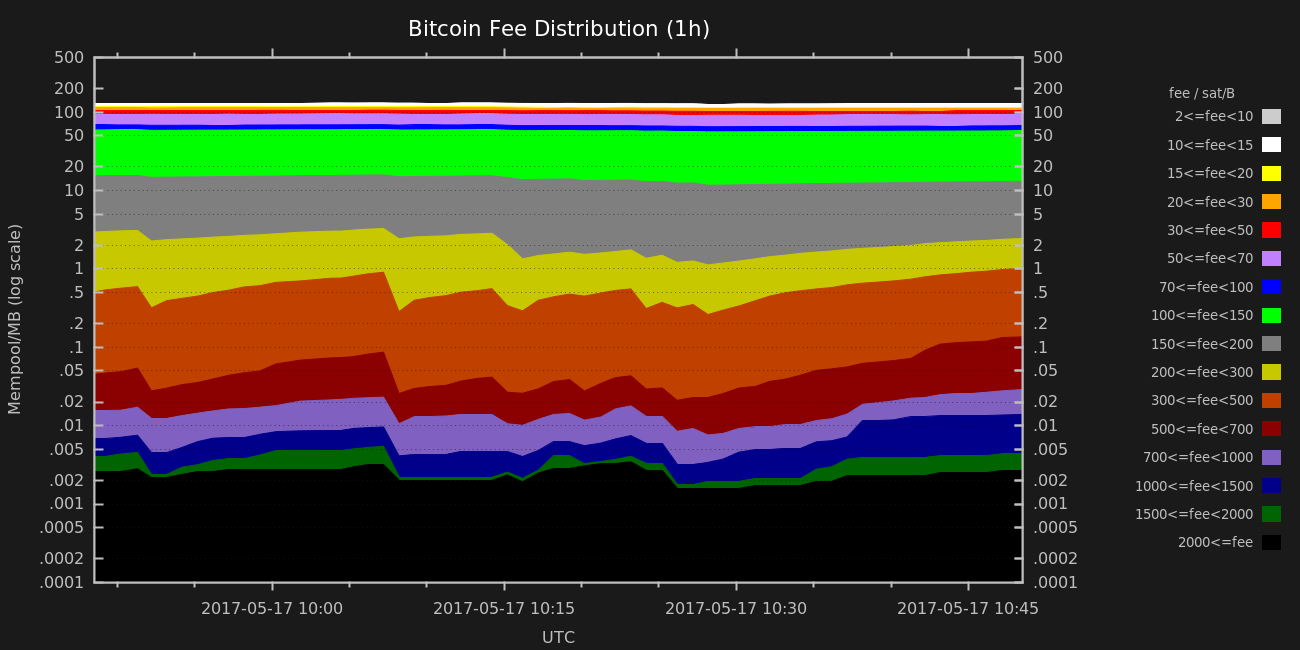 Bitcoin Fee Distribution (1h)
500
200
100
50
20
10
5
2
1
.5
.2
.1
.05
.02
.01
.005
.002
.001
.0005
.0002
.0001
Mempool/MB (log scale)
500
200
100
50
20
10
5
2
1
.5
.2
.1
.05
.02
.01
.005
.002
.001
.0005
.0002
.0001
2017-05-17 10:00
2017-05-17 10:15
2017-05-17 10:30
2017-05-17 10:45
UTC
fee / sat/B
2<=fee<10
10<=fee<15
15<=fee<20
20<=fee<30
30<=fee<50
50<=fee<70
70<=fee<100
100<=fee<150
150<=fee<200
200<=fee<300
300<=fee<500
500<=fee<700
700<=fee<1000
1000<=fee<1500
1500<=fee<2000
2000<=fee